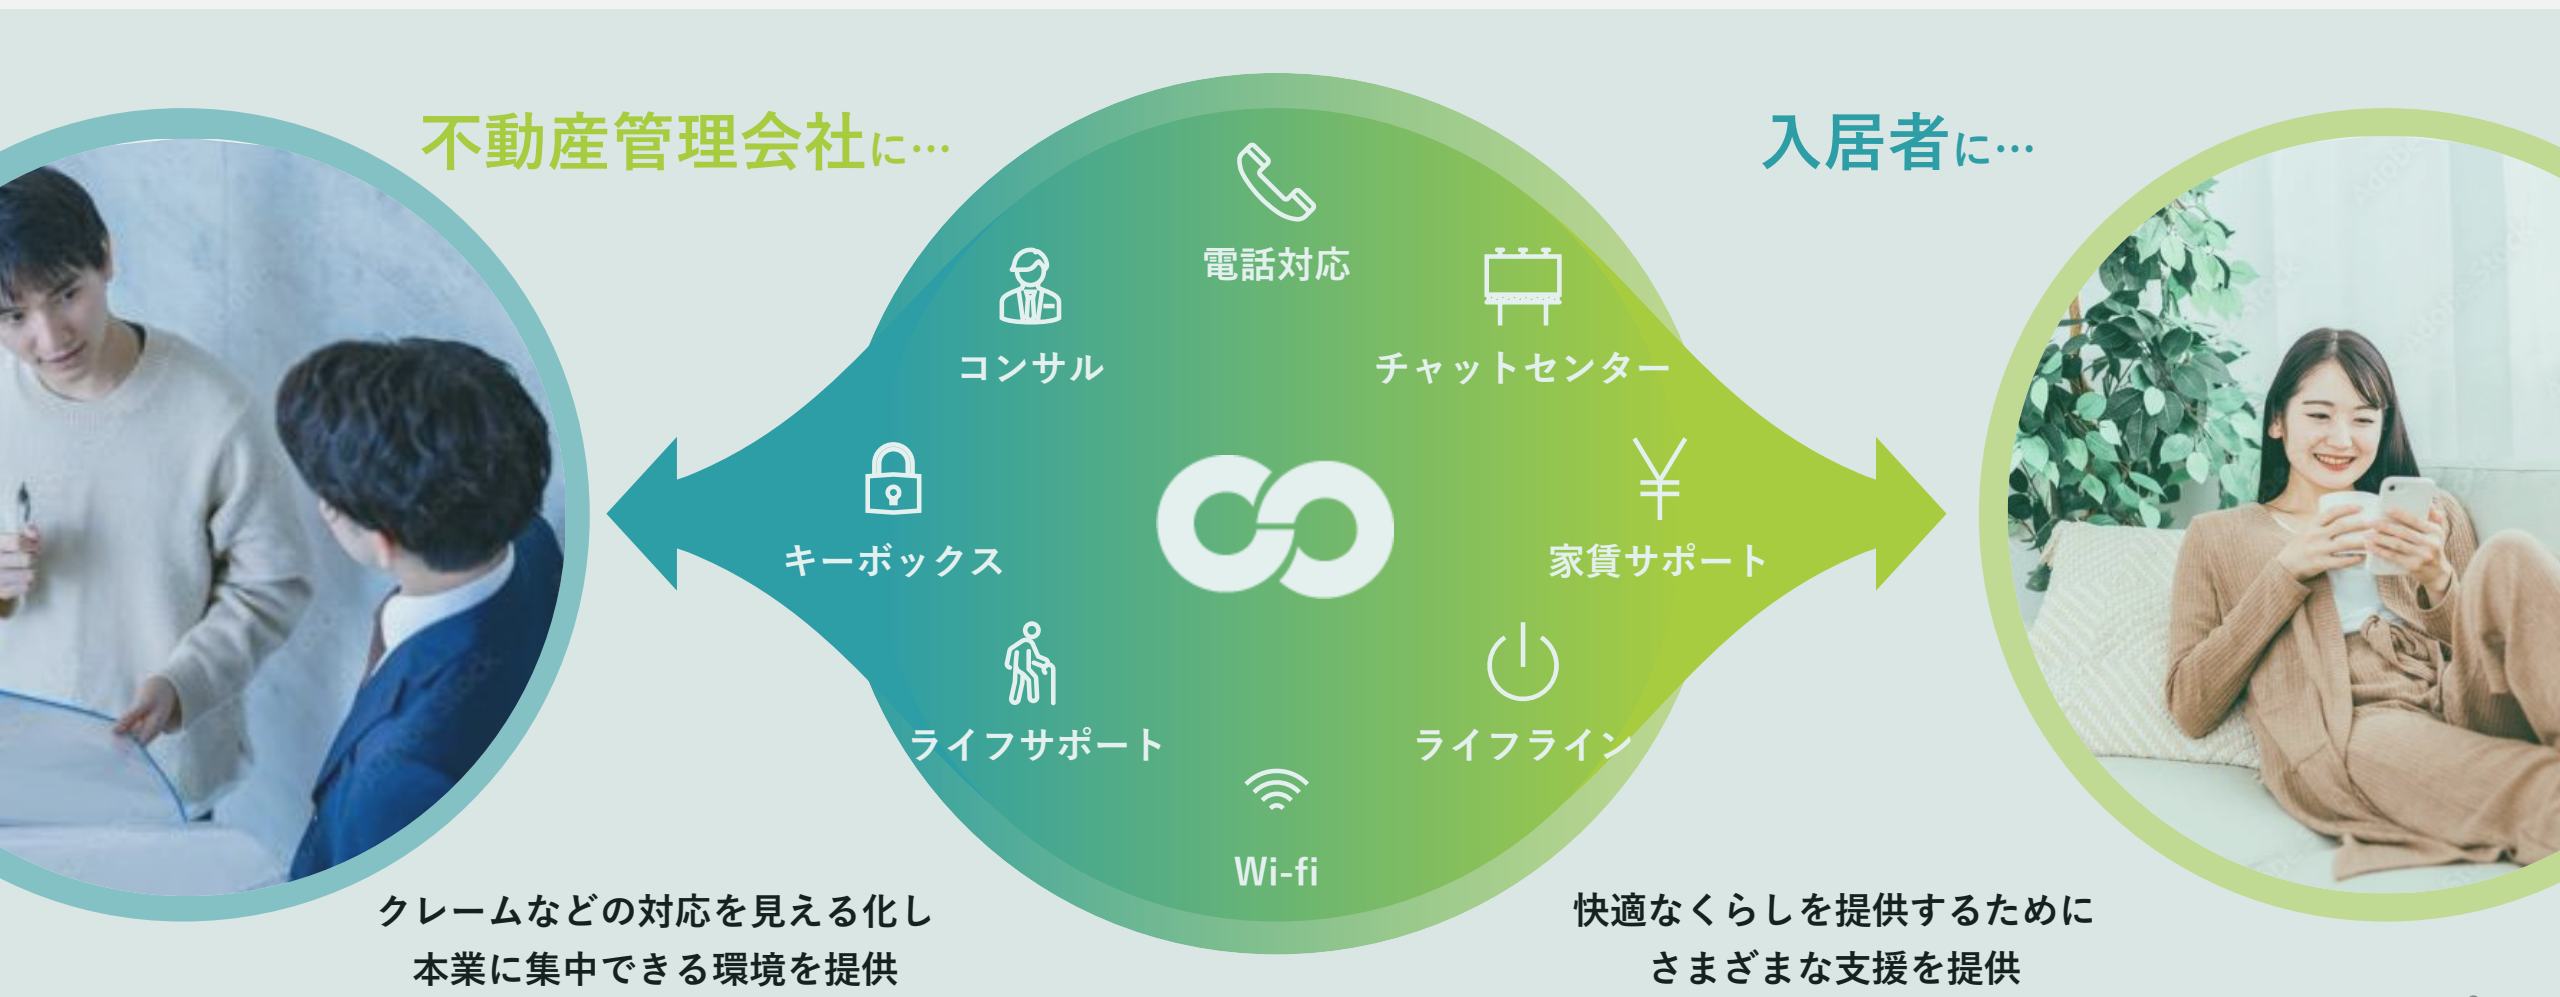 不動産管理会社に…
入居者に…
電話対応
コンサル
チャットセンター
キーボックス
家賃サポート
ライフサポート
ライフライン
Wi-fi
クレームなどの対応を見える化し
本業に集中できる環境を提供
快適なくらしを提供するために
さまざまな支援を提供